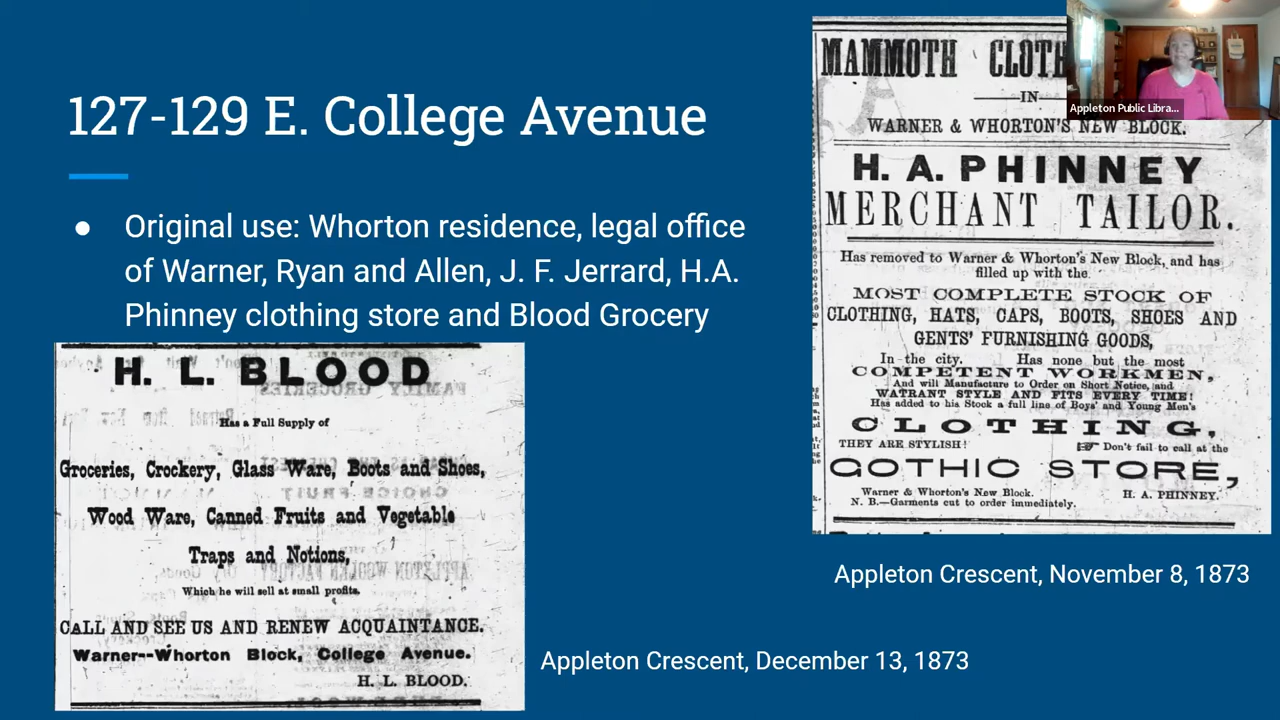 127-129 E. College Avenue
● Original use: Whorton residence, legal office
of Warner, Ryan and Allen, J. F. Jerrard, H.A.
Phinney clothing store and Blood Grocery
H. L. BLOOD
Has a Full Supply of
Groceries, Crockery, Glass Ware, Boots and Shoes,
Wood Ware, Canned Fruits and Vegetable
Traps and Notions,
Which he will sell at small profits.
CALL AND SEE US AND RENEW ACQUAINTANCE.
Warner--Whorton Block, College Avenue.
H. L. BLOOD.
Appleton Crescent, December 13, 1873
MAMMOTH CLOTH
IN
WARNER & WHORTON'S NEW BLOCK.
H. A. PHINNEY
MERCHANT TAILOR.
Has removed to Warner & Whorton's New Block, and has
filled up with the
MOST COMPLETE STOCK OF
CLOTHING, HATS, CAPS, BOOTS, SHOES AND
GENTS' FURNISHING GOODS,
In the city. Has none but the most
COMPETENT WORKMEN,
And will Manufacture to Order on Short Notice, and
WATRANT STYLE AND FITS EVERY TIME!
Has added to his Stock a full line of Boys' and Young Men's
CLOTHING,
THEY ARE STYLISH! ☞ Don't fail to call at the
GOTHIC STORE,
Warner & Whorton's New Block. H. A. PHINNEY.
N. B.—Garments cut to order immediately.
Appleton Crescent, November 8, 1873
Appleton Public Libra...